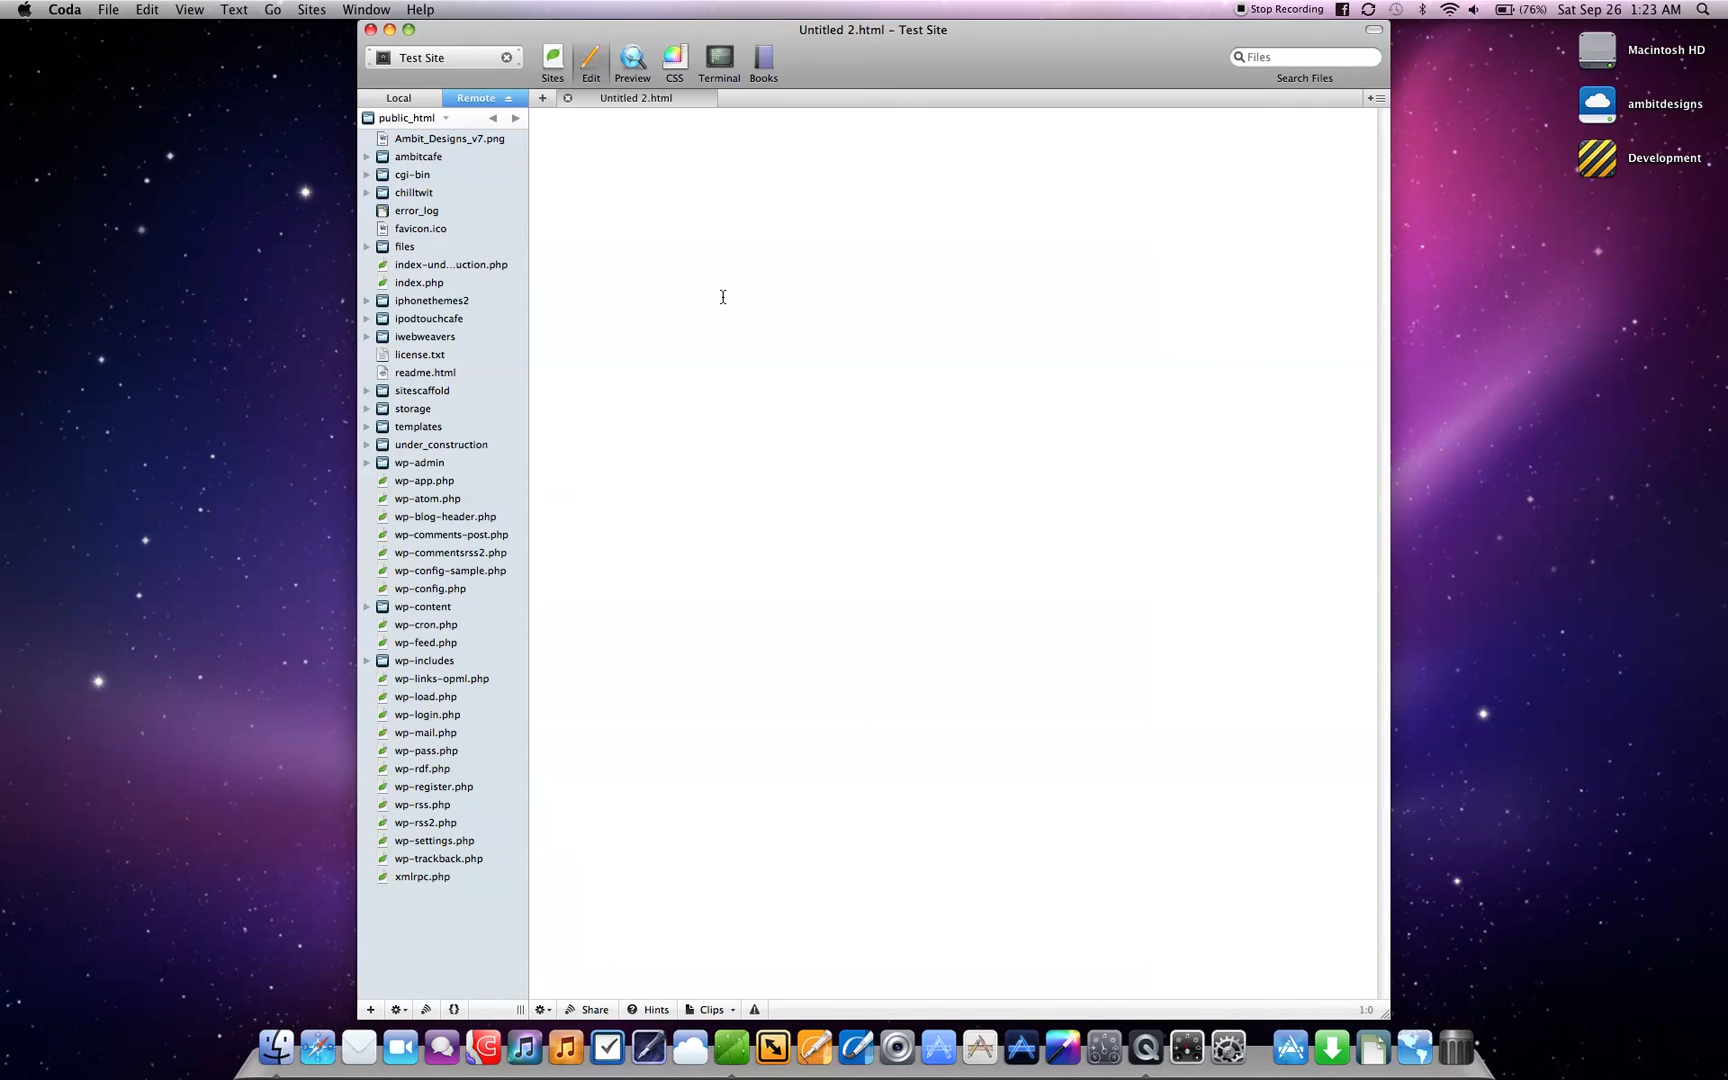 Coda File Edit View Text Go Sites Window Help
Stop Recording (76%) Sat Sep 26 1:23 AM
Untitled 2.html - Test Site
Test Site
Sites Edit Preview CSS Terminal Books
Files
Search Files
Local Remote Untitled 2.html
public_html
Ambit_Designs_v7.png
ambitcafe
cgi-bin
chilltwit
error_log
favicon.ico
files
index-und...uction.php
index.php
iphonethemes2
ipodtouchcafe
iwebweavers
license.txt
readme.html
sitescaffold
storage
templates
under_construction
wp-admin
wp-app.php
wp-atom.php
wp-blog-header.php
wp-comments-post.php
wp-commentsrss2.php
wp-config-sample.php
wp-config.php
wp-content
wp-cron.php
wp-feed.php
wp-includes
wp-links-opml.php
wp-load.php
wp-login.php
wp-mail.php
wp-pass.php
wp-rdf.php
wp-register.php
wp-rss.php
wp-rss2.php
wp-settings.php
wp-trackback.php
xmlrpc.php
Share Hints Clips 1:0
Macintosh HD
ambitdesigns
Development